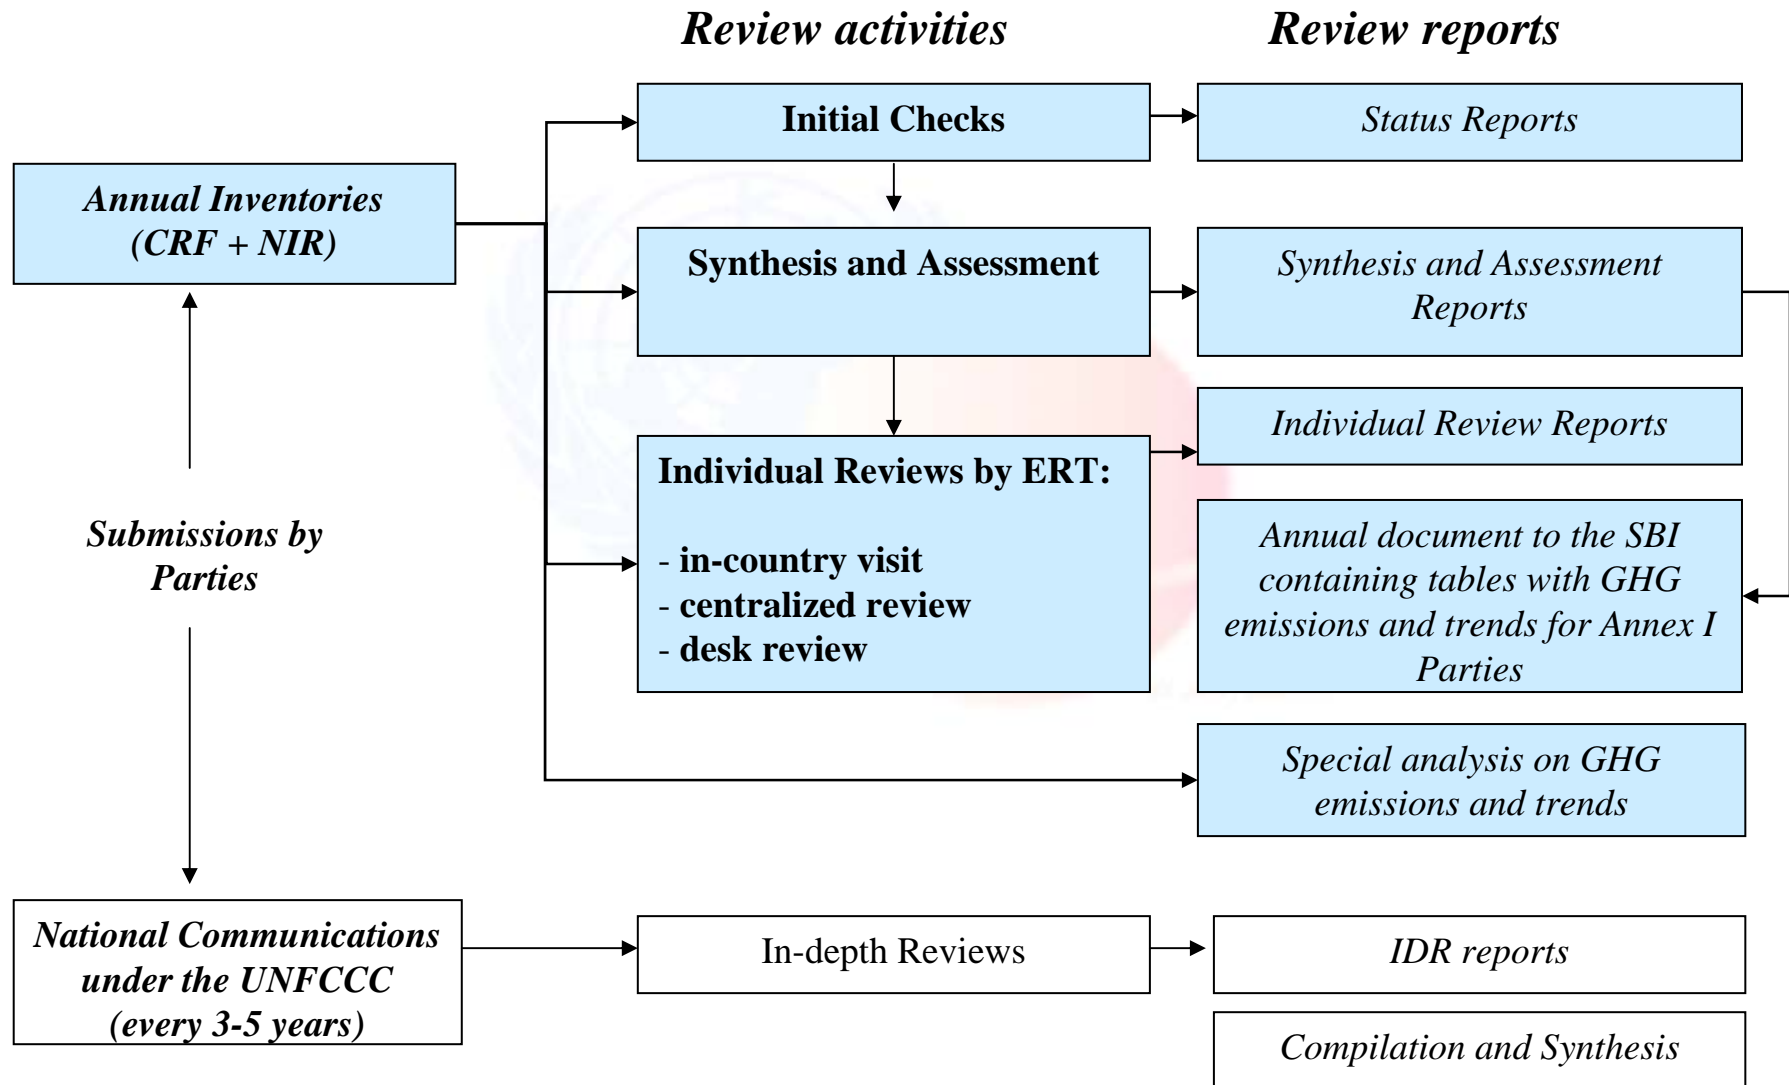 Review activities
Review reports
Initial Checks
Status Reports
Annual Inventories
(CRF + NIR)
Synthesis and Assessment
Synthesis and Assessment
Reports
Individual Review Reports
Individual Reviews by ERT:
- in-country visit
- centralized review
- desk review
Submissions by
Parties
Annual document to the SBI
containing tables with GHG
emissions and trends for Annex I
Parties
Special analysis on GHG
emissions and trends
National Communications
under the UNFCCC
(every 3-5 years)
In-depth Reviews
IDR reports
Compilation and Synthesis